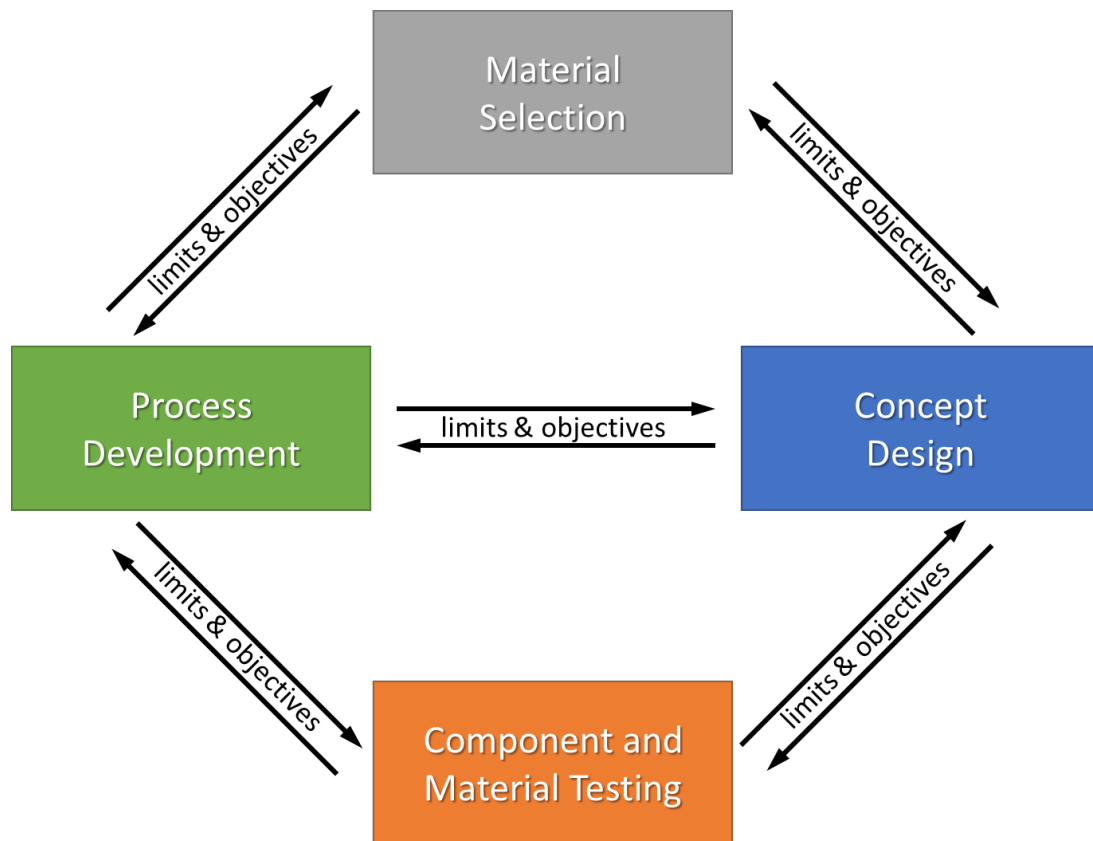 Material
Selection
limits & objectives
limits & objectives
Process
Development
limits & objectives
Concept
Design
limits & objectives
limits & objectives
Component and
Material Testing